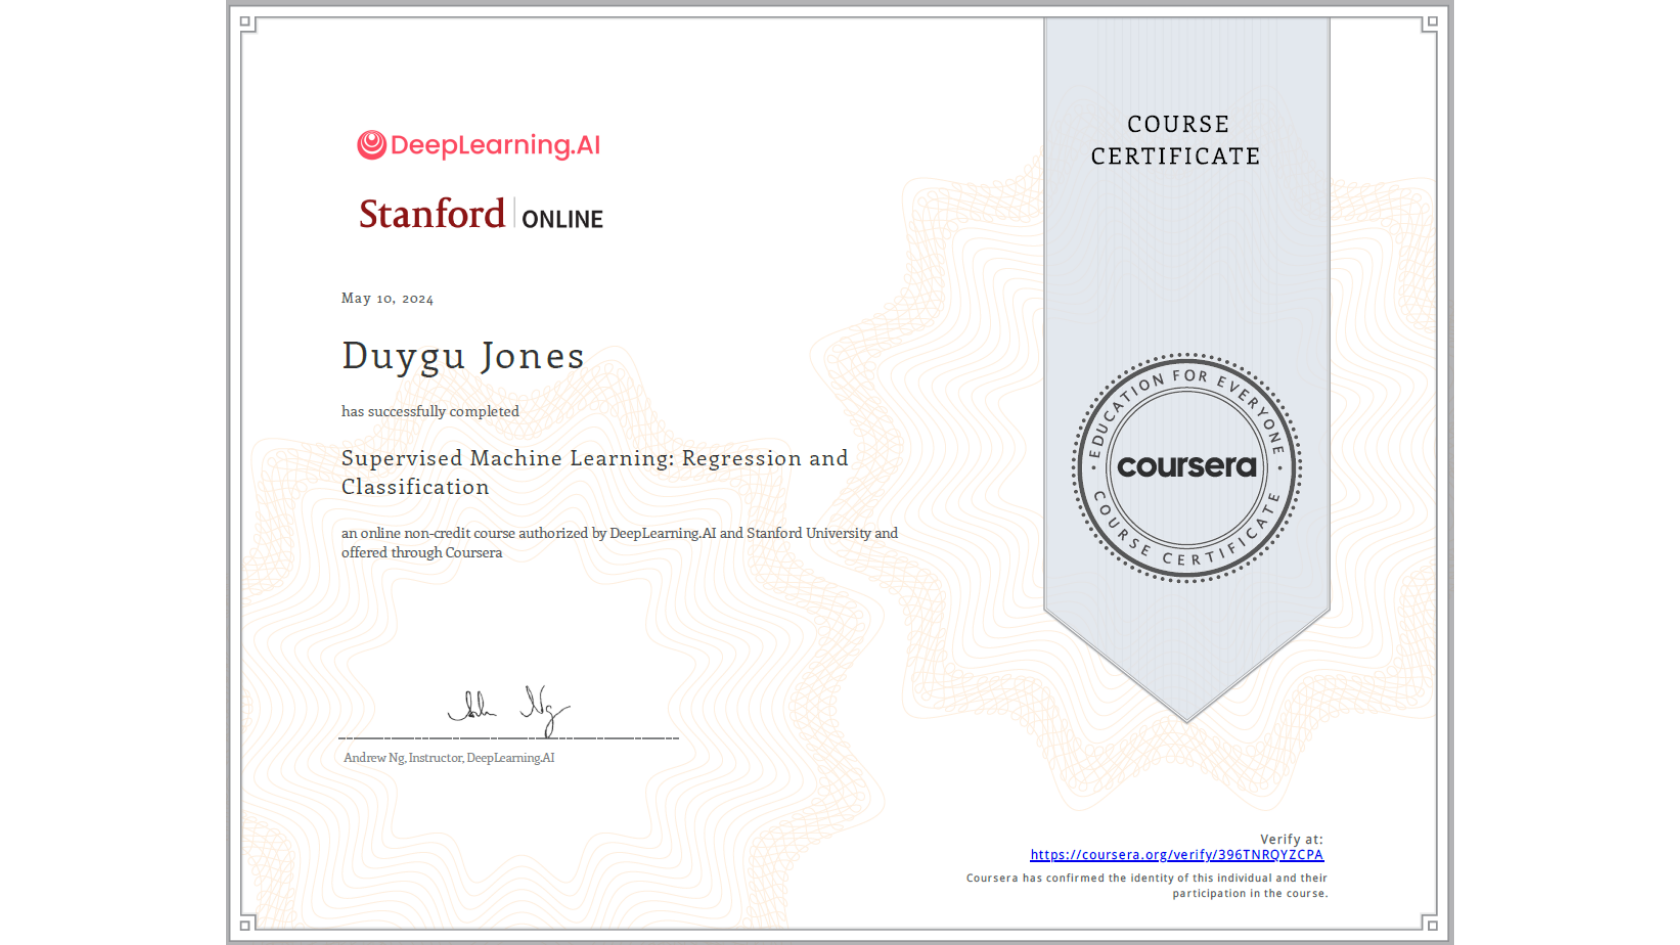 DeepLearning.AI
Stanford ONLINE
COURSE
CERTIFICATE
May 10, 2024
Duygu Jones
has successfully completed
Supervised Machine Learning: Regression and
Classification
an online non-credit course authorized by DeepLearning.AI and Stanford University and
offered through Coursera
EDUCATION FOR EVERYONE
coursera
COURSE CERTIFICATE
Andrew Ng, Instructor, DeepLearning.AI
Verify at:
https://coursera.org/verify/396TNRQYZCPA
Coursera has confirmed the identity of this individual and their
participation in the course.